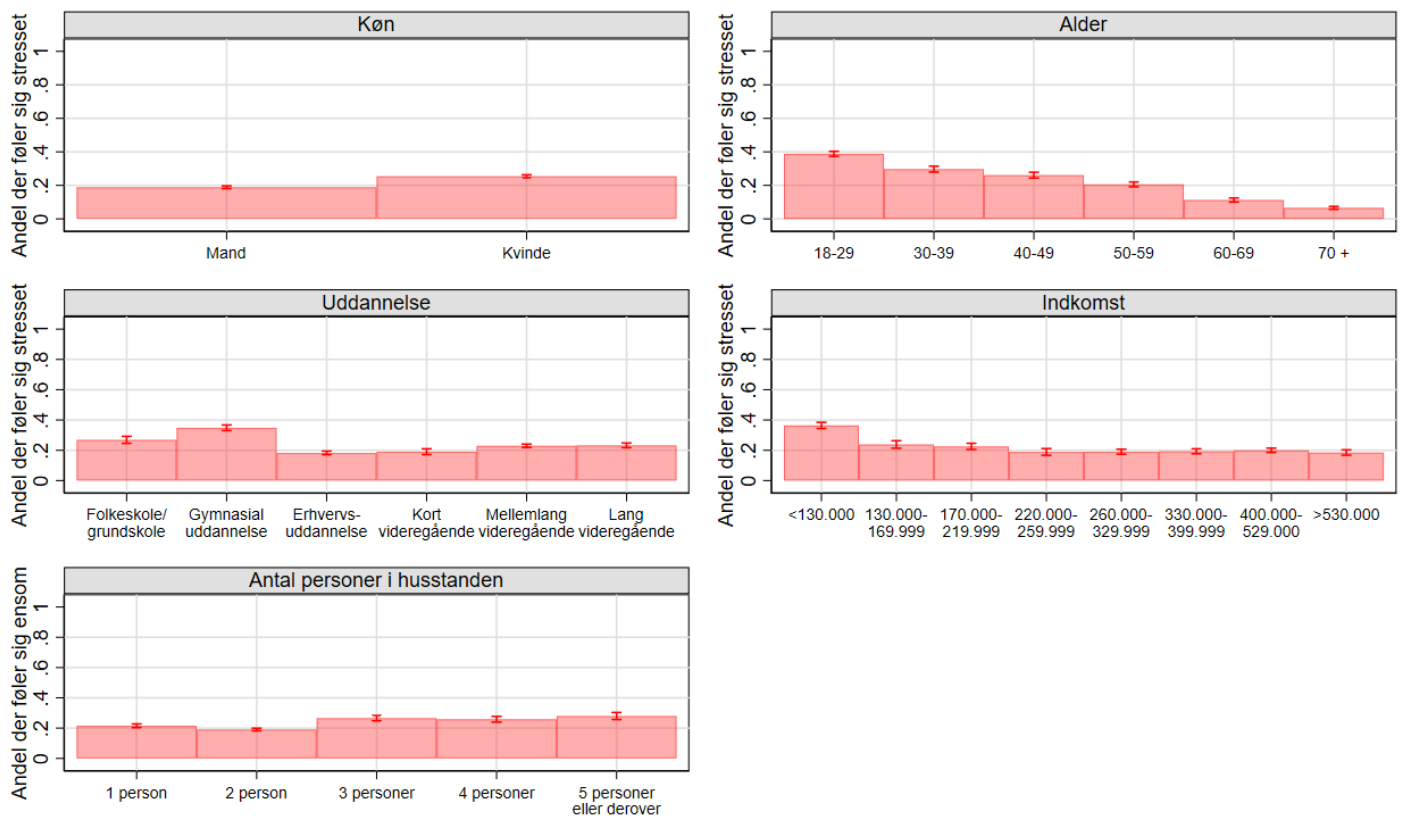 Køn
Andel der føler sig stresset
0 .2 .4 .6 .8 1
Mand Kvinde
Alder
Andel der føler sig stresset
0 .2 .4 .6 .8 1
18-29 30-39 40-49 50-59 60-69 70 +
Uddannelse
Andel der føler sig stresset
0 .2 .4 .6 .8 1
Folkeskole/ Gymnasial Erhvervs- Kort Mellemlang Lang
grundskole uddannelse uddannelse videregående videregående videregående
Indkomst
Andel der føler sig stresset
0 .2 .4 .6 .8 1
<130.000 130.000- 170.000- 220.000- 260.000- 330.000- 400.000- >530.000
169.999 219.999 259.999 329.999 399.999 529.000
Antal personer i husstanden
Andel der føler sig ensom
0 .2 .4 .6 .8 1
1 person 2 person 3 personer 4 personer 5 personer
eller derover